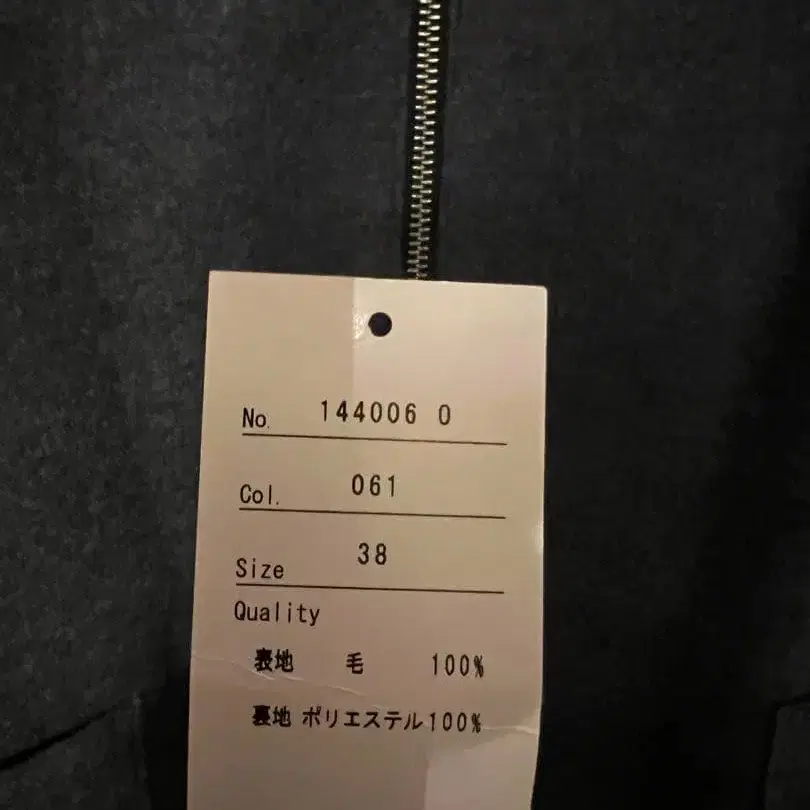 No. 144006 0
Col. 061
Size 38
Quality
表地 毛 100%
裏地 ポリエステル100%